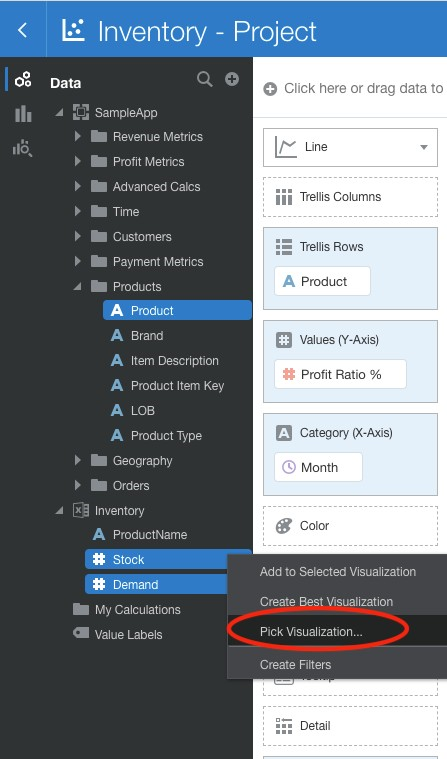 Inventory - Project
Data
SampleApp
Revenue Metrics
Profit Metrics
Advanced Calcs
Time
Customers
Payment Metrics
Products
Product
Brand
Item Description
Product Item Key
LOB
Product Type
Geography
Orders
Inventory
ProductName
Stock
Demand
My Calculations
Value Labels
Click here or drag data to
Line
Trellis Columns
Trellis Rows
Product
Values (Y-Axis)
Profit Ratio %
Category (X-Axis)
Month
Color
Add to Selected Visualization
Create Best Visualization
Pick Visualization...
Create Filters
Detail